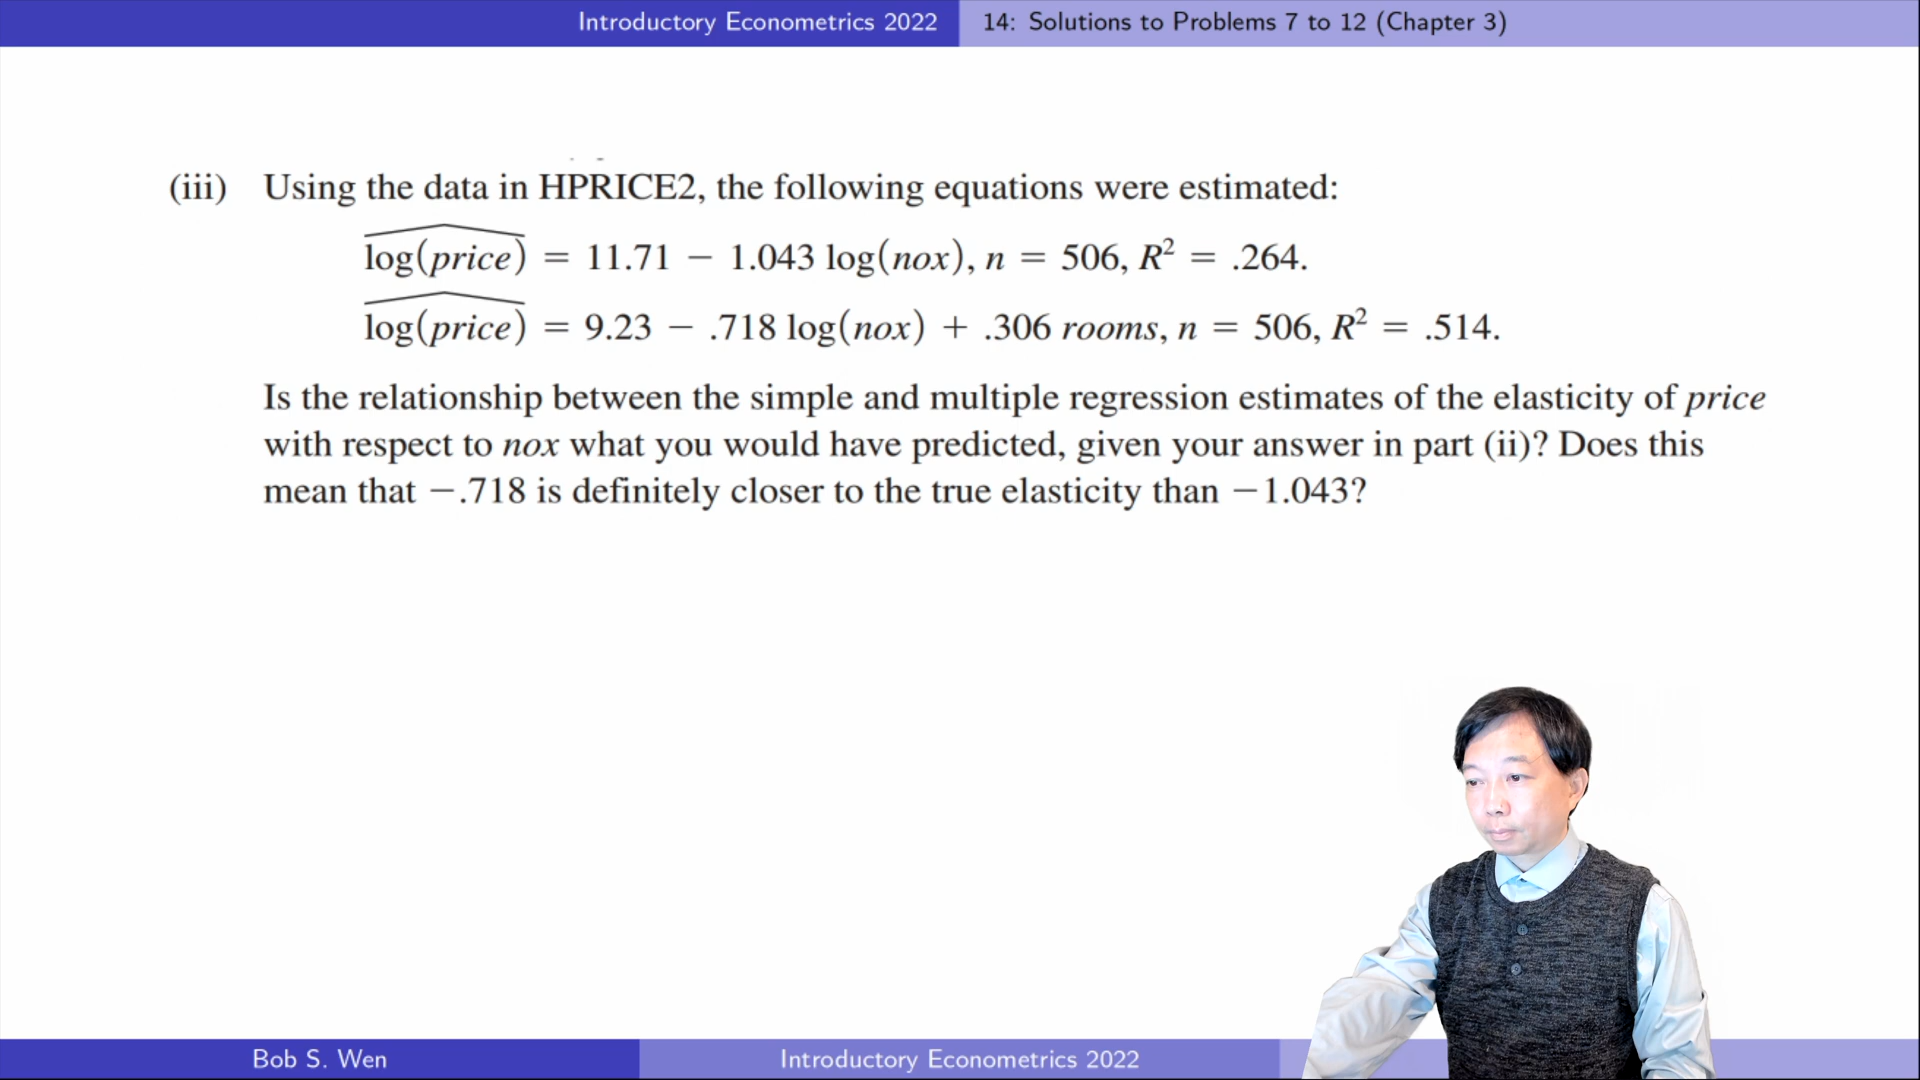 Introductory Econometrics 2022 14: Solutions to Problems 7 to 12 (Chapter 3)
(iii) Using the data in HPRICE2, the following equations were estimated:
log(price) = 11.71 − 1.043 log(nox), n = 506, R² = .264.
log(price) = 9.23 − .718 log(nox) + .306 rooms, n = 506, R² = .514.
Is the relationship between the simple and multiple regression estimates of the elasticity of price
with respect to nox what you would have predicted, given your answer in part (ii)? Does this
mean that −.718 is definitely closer to the true elasticity than −1.043?
Bob S. Wen Introductory Econometrics 2022